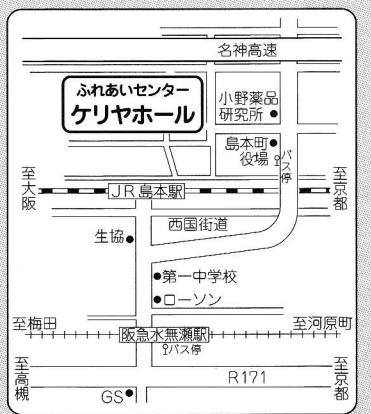 名神高速
ふれあいセンター
ケリヤホール
小野薬品
研究所
島本町
役場
バス停
至大阪
JR島本駅
至京都
西国街道
生協
第一中学校
ローソン
至梅田
阪急水無瀬駅
至河原町
バス停
至高槻
R171
至京都
GS